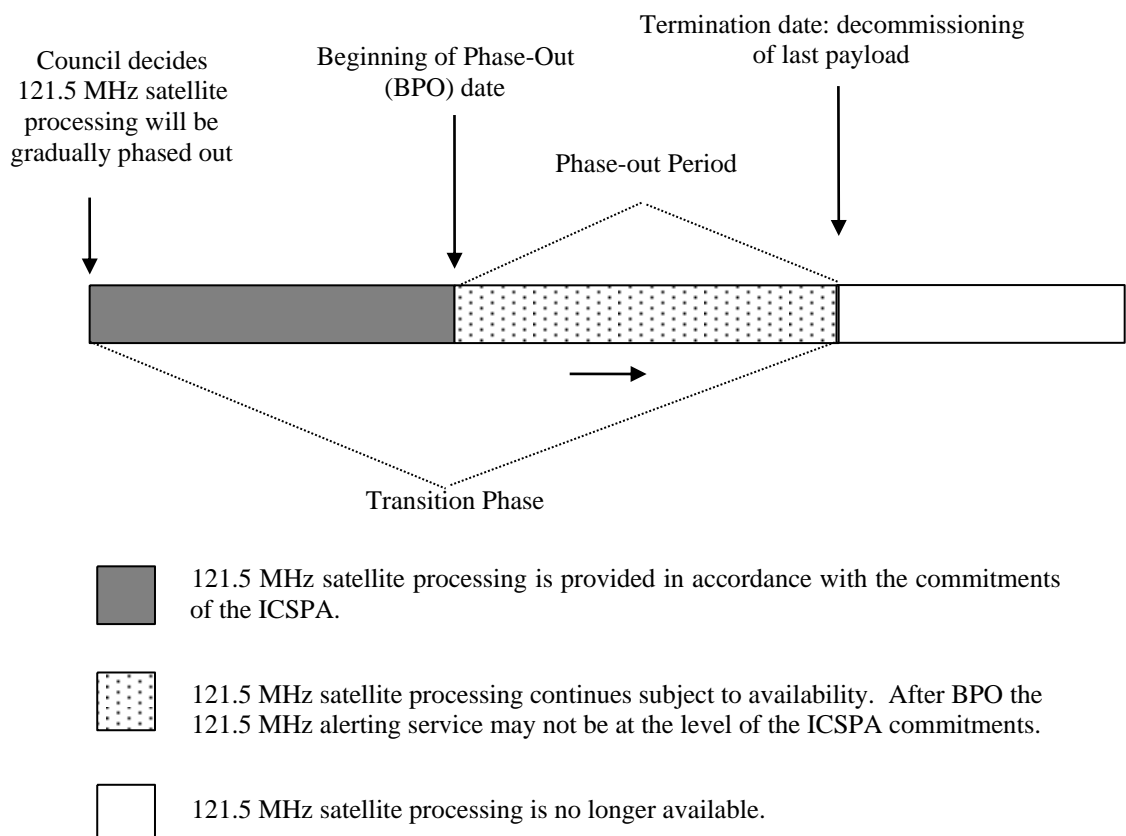 Council decides
121.5 MHz satellite
processing will be
gradually phased out
Beginning of Phase-Out
(BPO) date
Termination date: decommissioning
of last payload
Phase-out Period
Transition Phase
121.5 MHz satellite processing is provided in accordance with the commitments
of the ICSPA.
121.5 MHz satellite processing continues subject to availability.  After BPO the
121.5 MHz alerting service may not be at the level of the ICSPA commitments.
121.5 MHz satellite processing is no longer available.